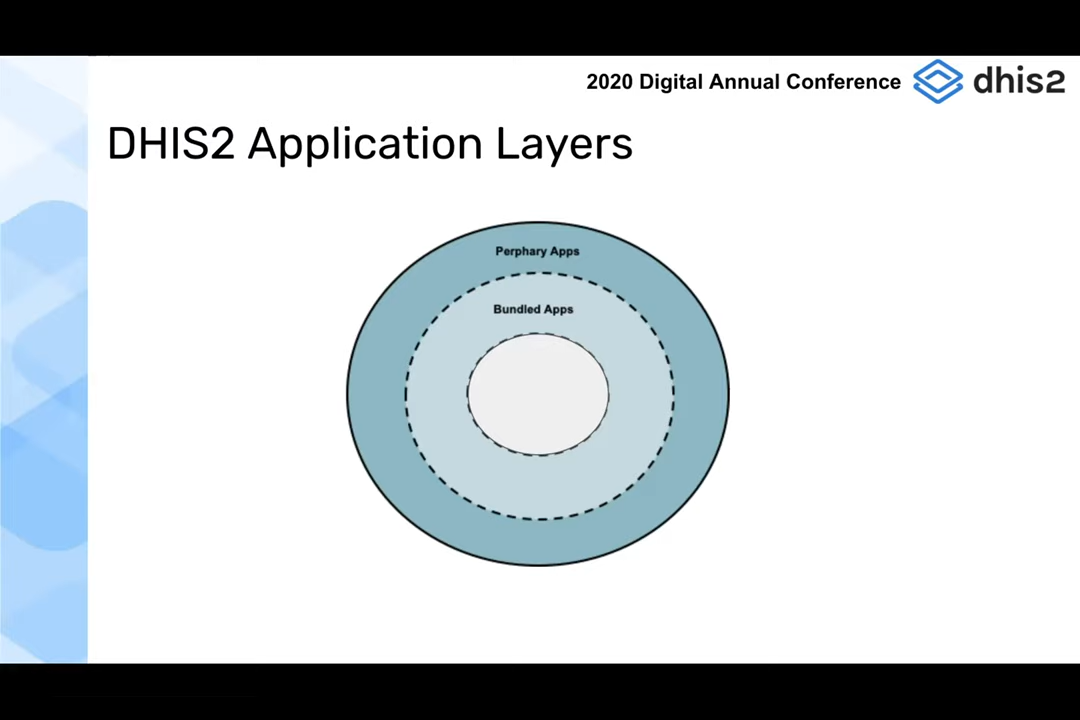 2020 Digital Annual Conference
dhis2
DHIS2 Application Layers
Perphary Apps
Bundled Apps